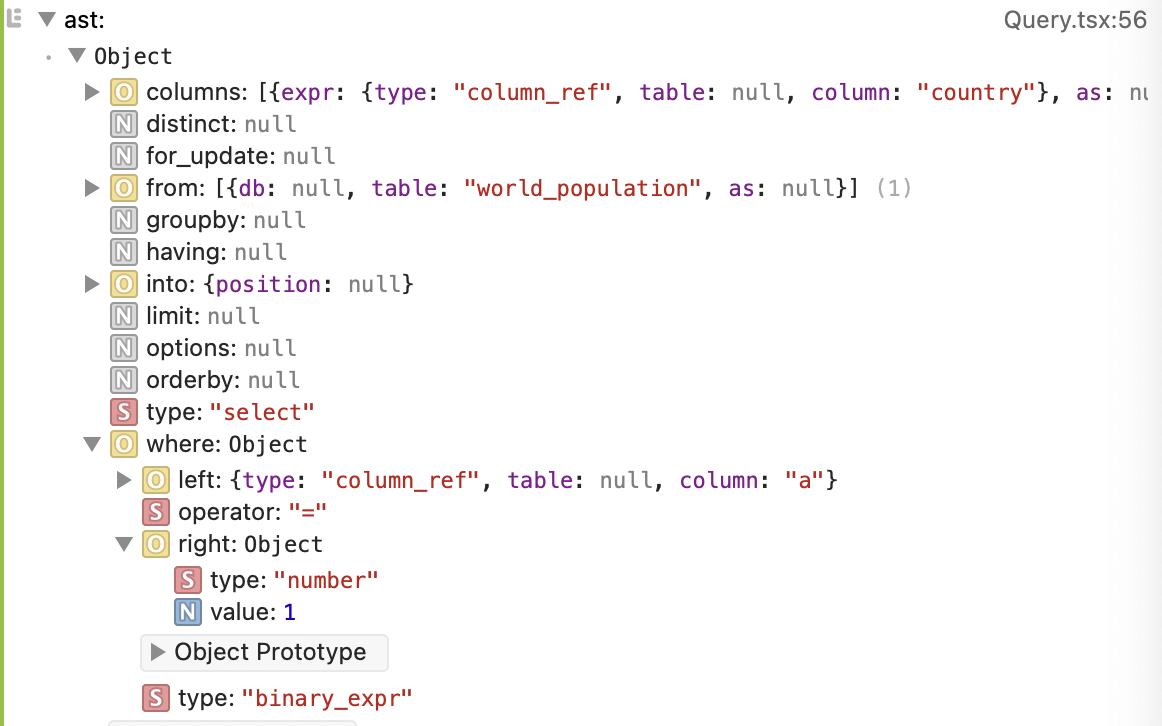 ast: Query.tsx:56
Object
O columns: [{expr: {type: "column_ref", table: null, column: "country"}, as: nu
N distinct: null
N for_update: null
O from: [{db: null, table: "world_population", as: null}] (1)
N groupby: null
N having: null
O into: {position: null}
N limit: null
N options: null
N orderby: null
S type: "select"
O where: Object
O left: {type: "column_ref", table: null, column: "a"}
S operator: "="
O right: Object
S type: "number"
N value: 1
Object Prototype
S type: "binary_expr"